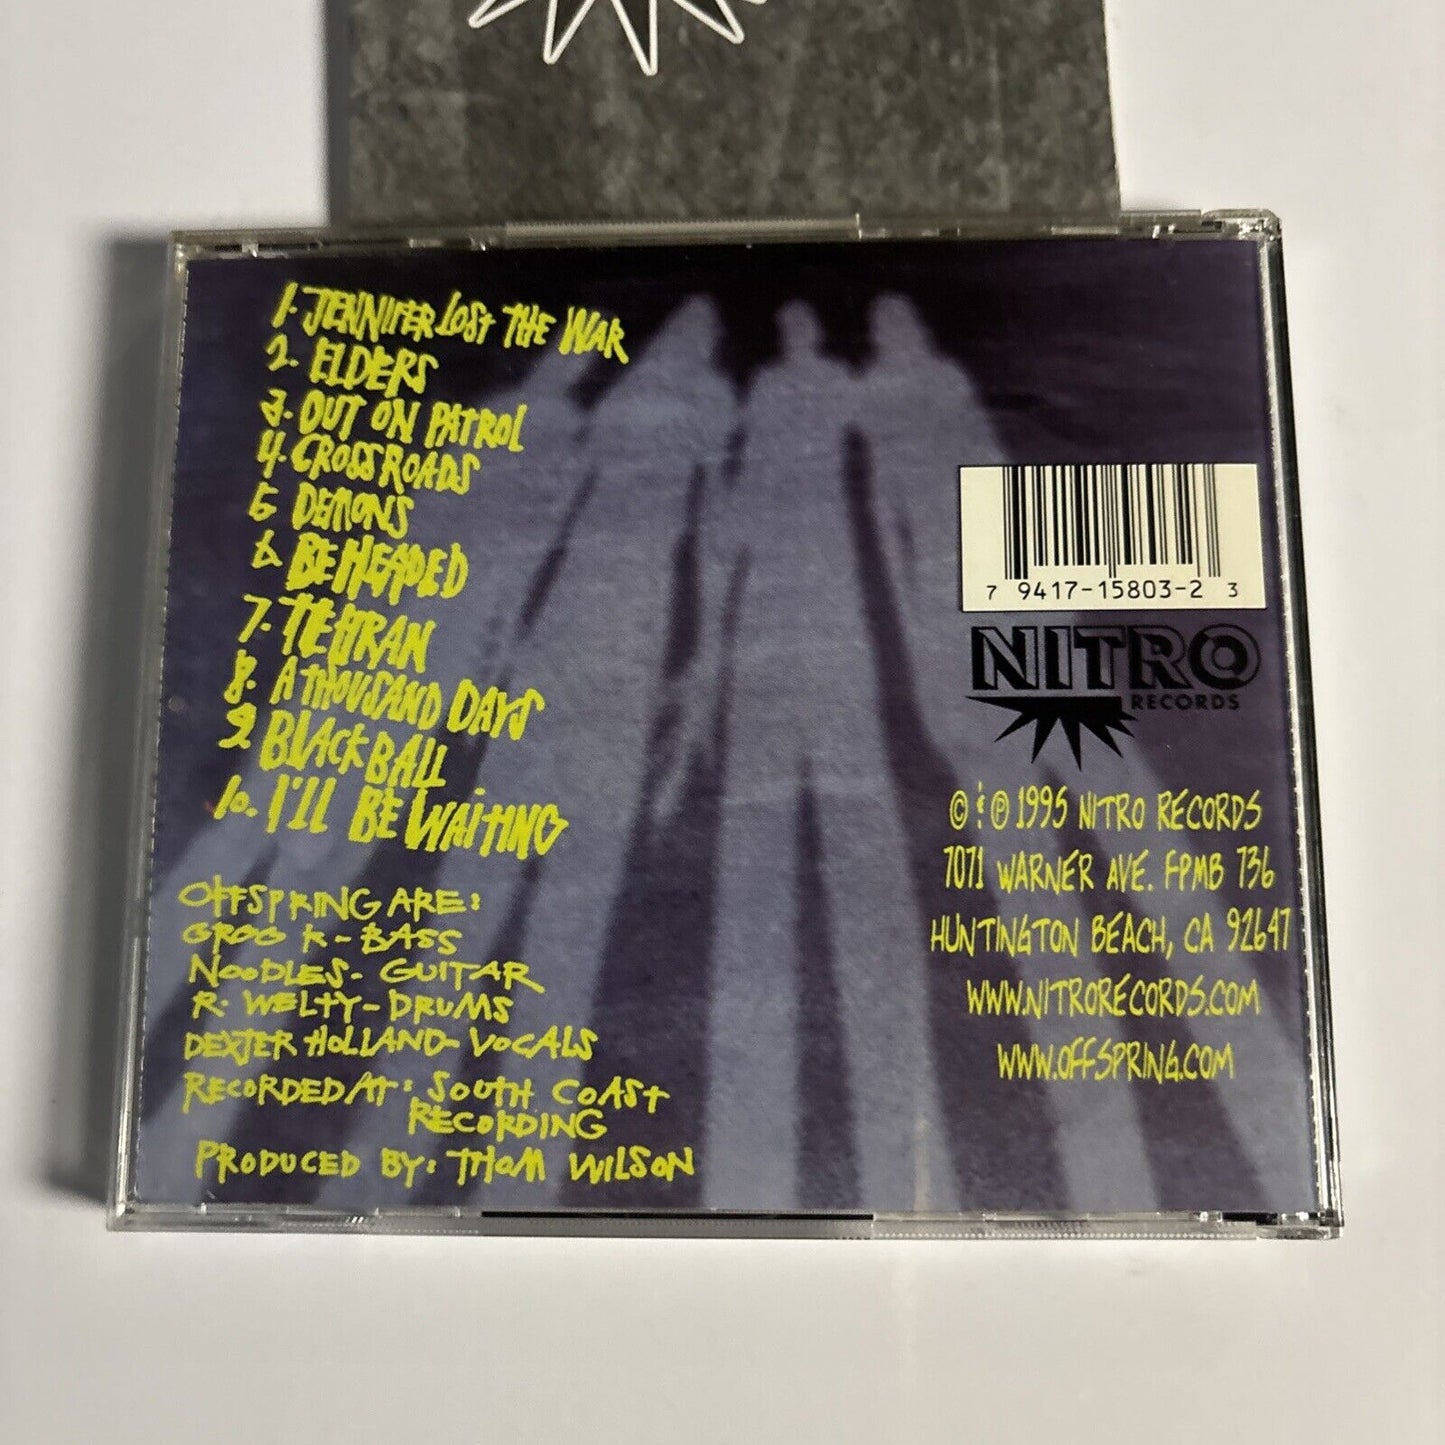 1. JENNIFER LOST THE WAR
2. ELDERS
3. OUT ON PATROL
4. CROSSROADS
5 DEMONS
6. BEHEADED
7. TEHRAN
8. A THOUSAND DAYS
9. BLACKBALL
10. I'll BE WAITING
OFFSPRING ARE:
GREG K - BASS
NOODLES - GUITAR
R. WELTY - DRUMS
DEXTER HOLLAND - VOCALS
RECORDED AT: SOUTH COAST
RECORDING
PRODUCED BY: THOM WILSON
7 9417-15803-2 3
NITRO
RECORDS
© & ℗ 1995 NITRO RECORDS
7071 WARNER AVE. FPMB 736
HUNTINGTON BEACH, CA 92647
WWW.NITRORECORDS.COM
WWW.OFFSPRING.COM